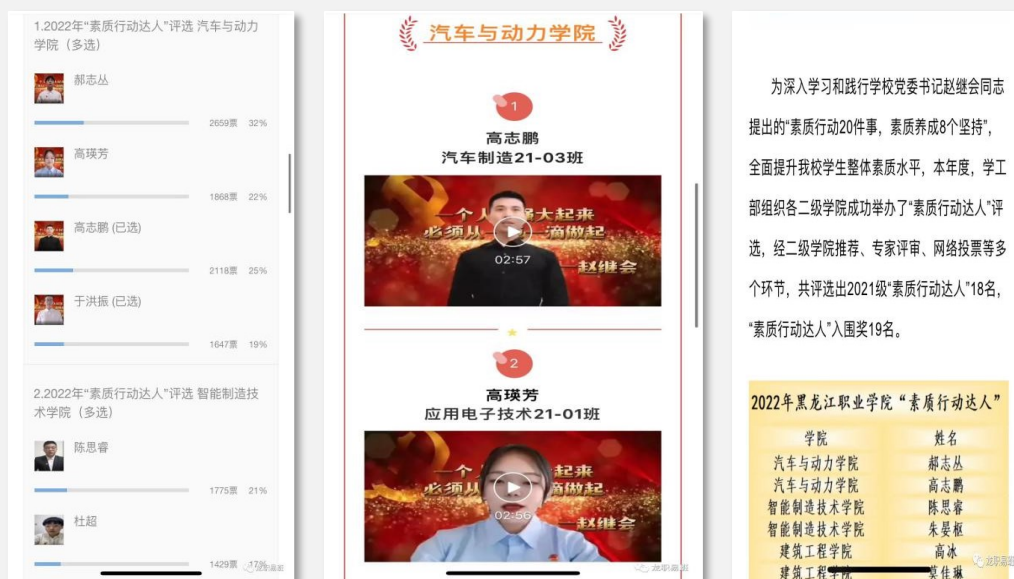 1.2022年“素质行动达人”评选 汽车与动力
学院（多选）
郝志丛
2659票 32%
高瑛芳
1868票 22%
高志鹏 (已选)
2118票 25%
于洪振 (已选)
1647票 19%
2.2022年“素质行动达人”评选 智能制造技
术学院（多选）
陈思睿
1775票 21%
杜超
1429票 17%
汽车与动力学院
1
高志鹏
汽车制造21-03班
一个人
强大起来
必须从
滴做起
02:57
赵继会
2
高瑛芳
应用电子技术21-01班
一个
起来
必须从
滴做起
02:56
赵继会
龙职易班
为深入学习和践行学校党委书记赵继会同志
提出的“素质行动20件事，素质养成8个坚持”，
全面提升我校学生整体素质水平，本年度，学工
部组织各二级学院成功举办了“素质行动达人”评
选，经二级学院推荐、专家评审、网络投票等多
个环节，共评选出2021级“素质行动达人”18名，
“素质行动达人”入围奖19名。
2022年黑龙江职业学院“素质行动达人”
学院 姓名
汽车与动力学院 郝志丛
汽车与动力学院 高志鹏
智能制造技术学院 陈思睿
智能制造技术学院 朱晏枢
建筑工程学院 高冰
建筑工程学院 莫佳琳
龙职易班